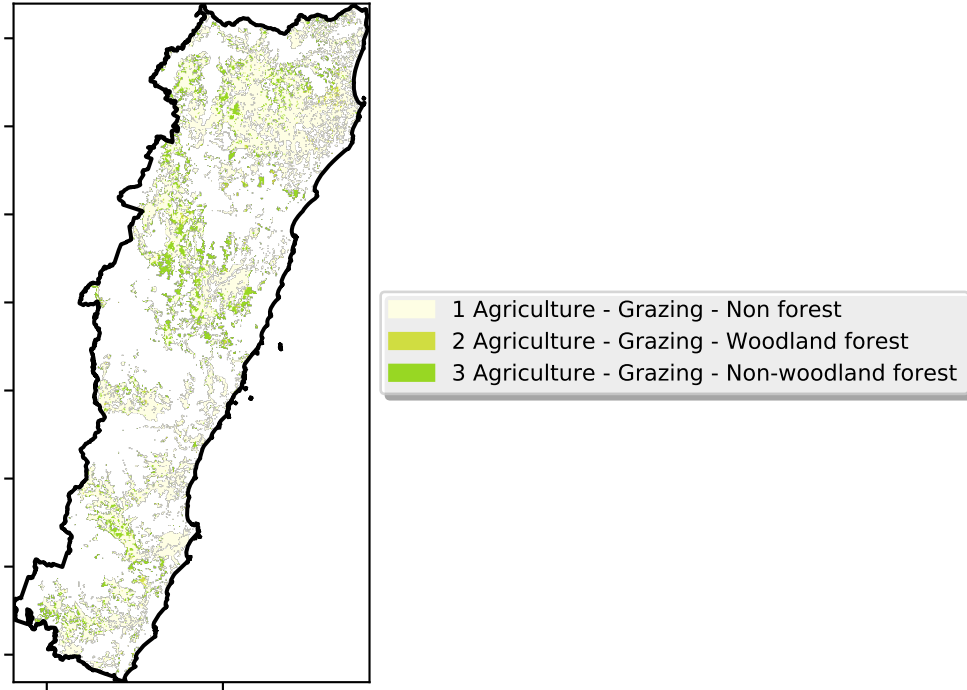 1 Agriculture - Grazing - Non forest
2 Agriculture - Grazing - Woodland forest
3 Agriculture - Grazing - Non-woodland forest